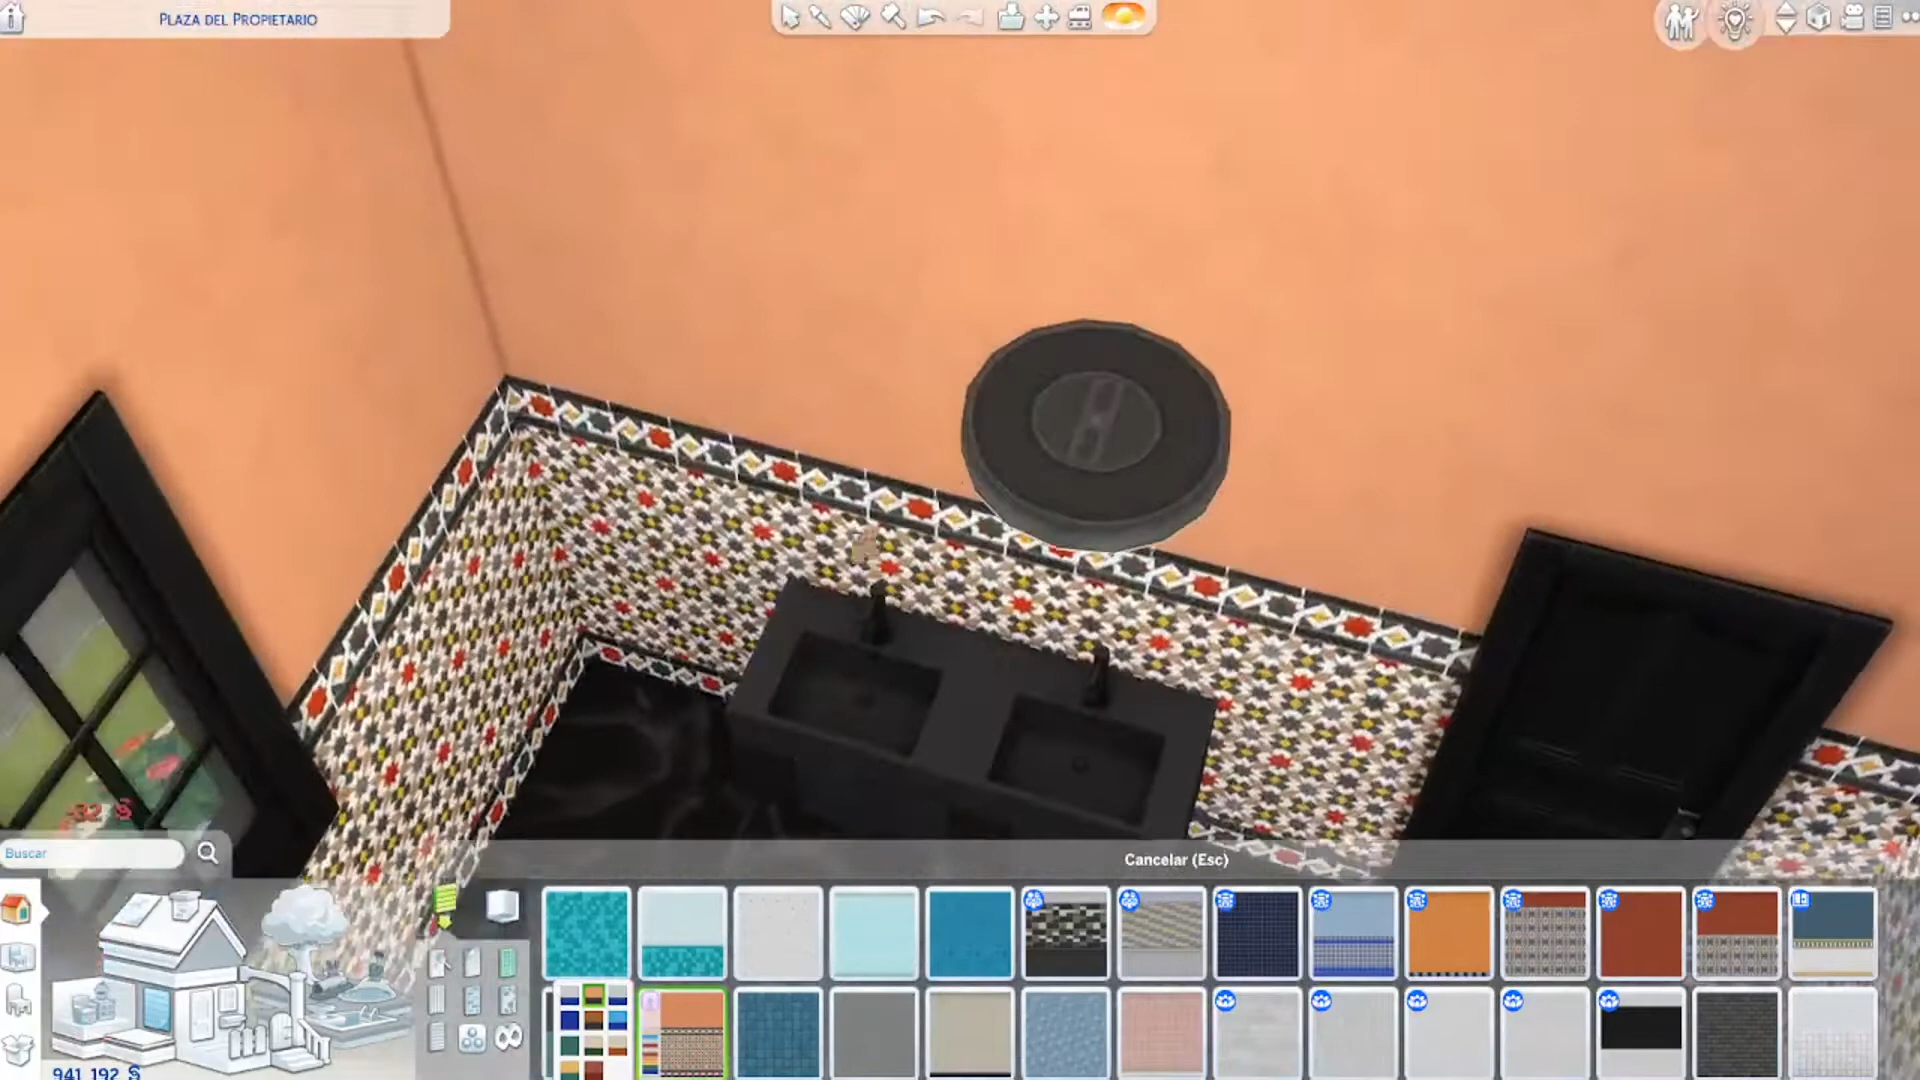 PLAZA DEL PROPIETARIO
-32 $
Buscar
Cancelar (Esc)
941 192 $